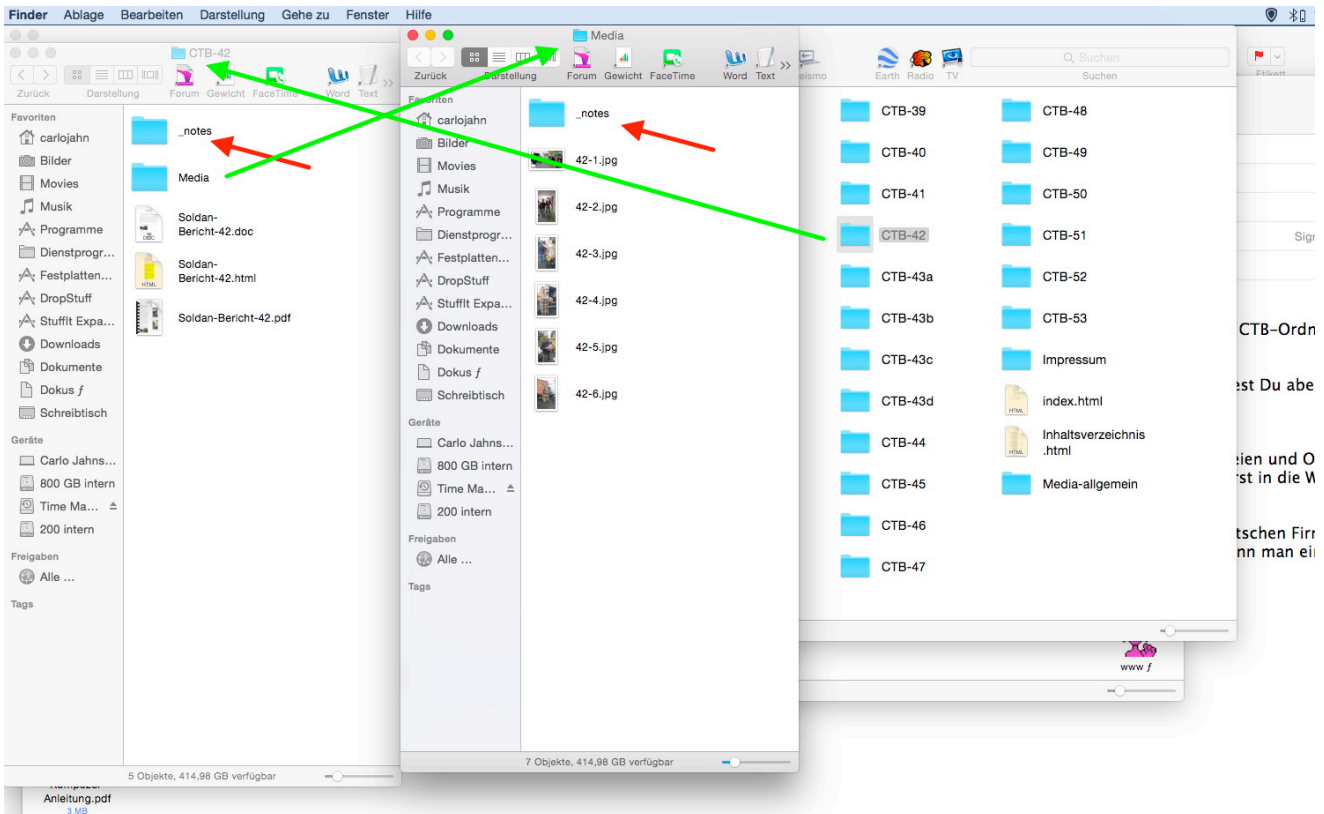 Finder Ablage Bearbeiten Darstellung Gehe zu Fenster Hilfe
CTB-42
Zurück Darstellung Forum Gewicht FaceTime Word Text
Favoriten
carlojahn
Bilder
Movies
Musik
Programme
Dienstprogr...
Festplatten...
DropStuff
StuffIt Expa...
Downloads
Dokumente
Dokus ƒ
Schreibtisch
Geräte
Carlo Jahns...
800 GB intern
Time Ma...
200 intern
Freigaben
Alle ...
Tags
_notes
Media
Soldan-
Bericht-42.doc
Soldan-
Bericht-42.html
Soldan-Bericht-42.pdf
5 Objekte, 414,98 GB verfügbar
Anleitung.pdf
3 MB
Media
Zurück Darstellung Forum Gewicht FaceTime Word Text
Favoriten
carlojahn
Bilder
Movies
Musik
Programme
Dienstprogr...
Festplatten...
DropStuff
StuffIt Expa...
Downloads
Dokumente
Dokus ƒ
Schreibtisch
Geräte
Carlo Jahns...
800 GB intern
Time Ma...
200 intern
Freigaben
Alle ...
Tags
_notes
42-1.jpg
42-2.jpg
42-3.jpg
42-4.jpg
42-5.jpg
42-6.jpg
7 Objekte, 414,98 GB verfügbar
eismo Earth Radio TV Suchen
Suchen
CTB-39
CTB-40
CTB-41
CTB-42
CTB-43a
CTB-43b
CTB-43c
CTB-43d
CTB-44
CTB-45
CTB-46
CTB-47
CTB-48
CTB-49
CTB-50
CTB-51
CTB-52
CTB-53
Impressum
index.html
Inhaltsverzeichnis
.html
Media-allgemein
www ƒ
Etikett
Sigr
CTB-Ordn
est Du abe
eien und O
rst in die W
tschen Firr
nn man ei